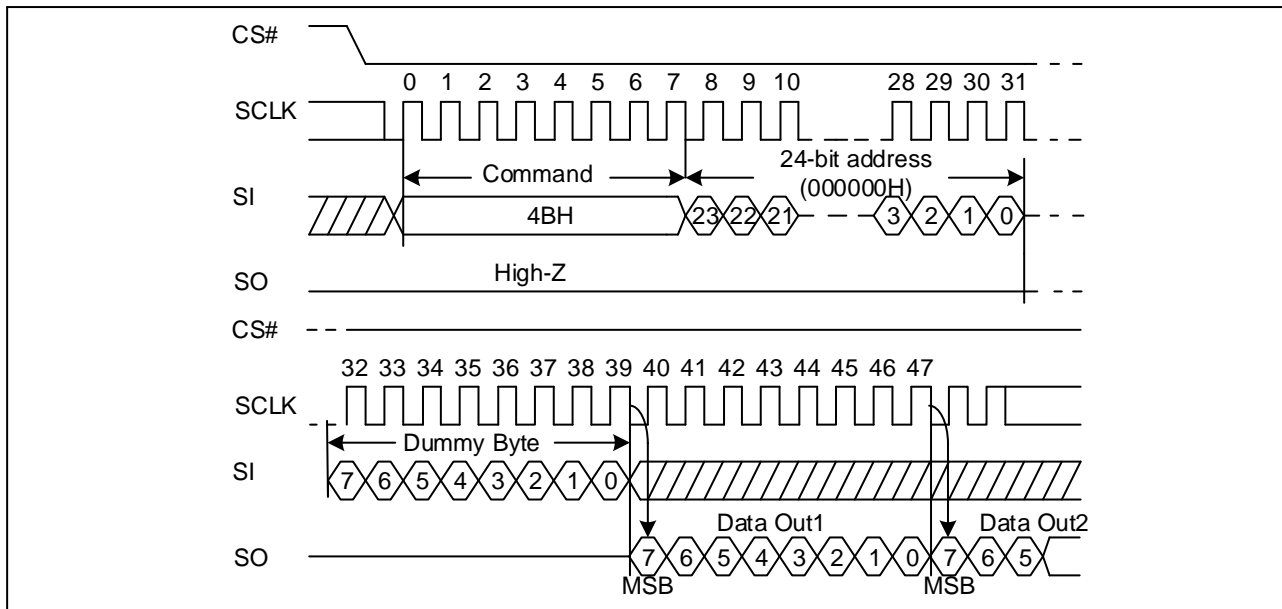 CS#
0 1 2 3 4 5 6 7 8 9 10 28 29 30 31
SCLK
Command
24-bit address
(000000H)
SI
4BH
23 22 21 3 2 1 0
High-Z
SO
CS#
32 33 34 35 36 37 38 39 40 41 42 43 44 45 46 47
SCLK
Dummy Byte
SI
7 6 5 4 3 2 1 0
Data Out1 Data Out2
SO
7 6 5 4 3 2 1 0 7 6 5
MSB MSB